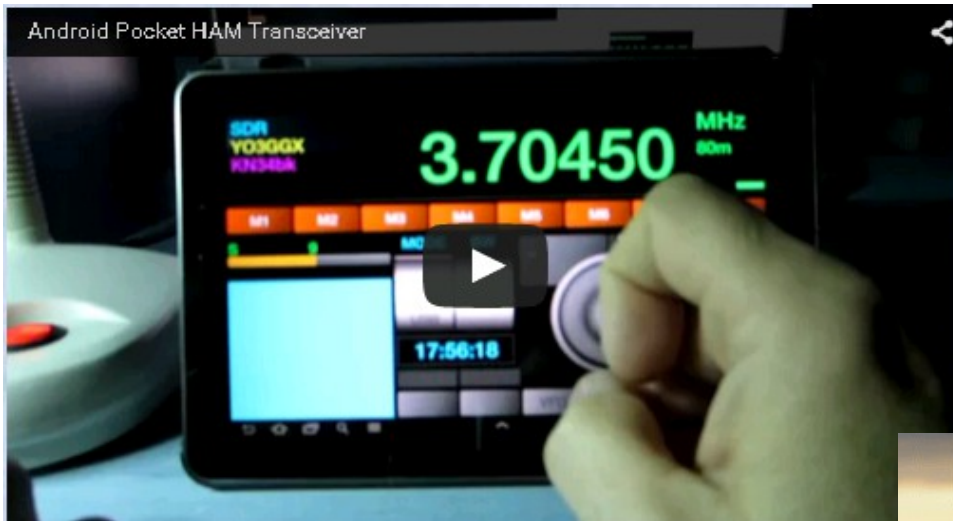 Android Pocket HAM Transceiver
SDR
YO3GGX
KN34bk
3.70450
MHz
80m
M1 M2 M3 M4 M5 M6
S 9
17:56:18